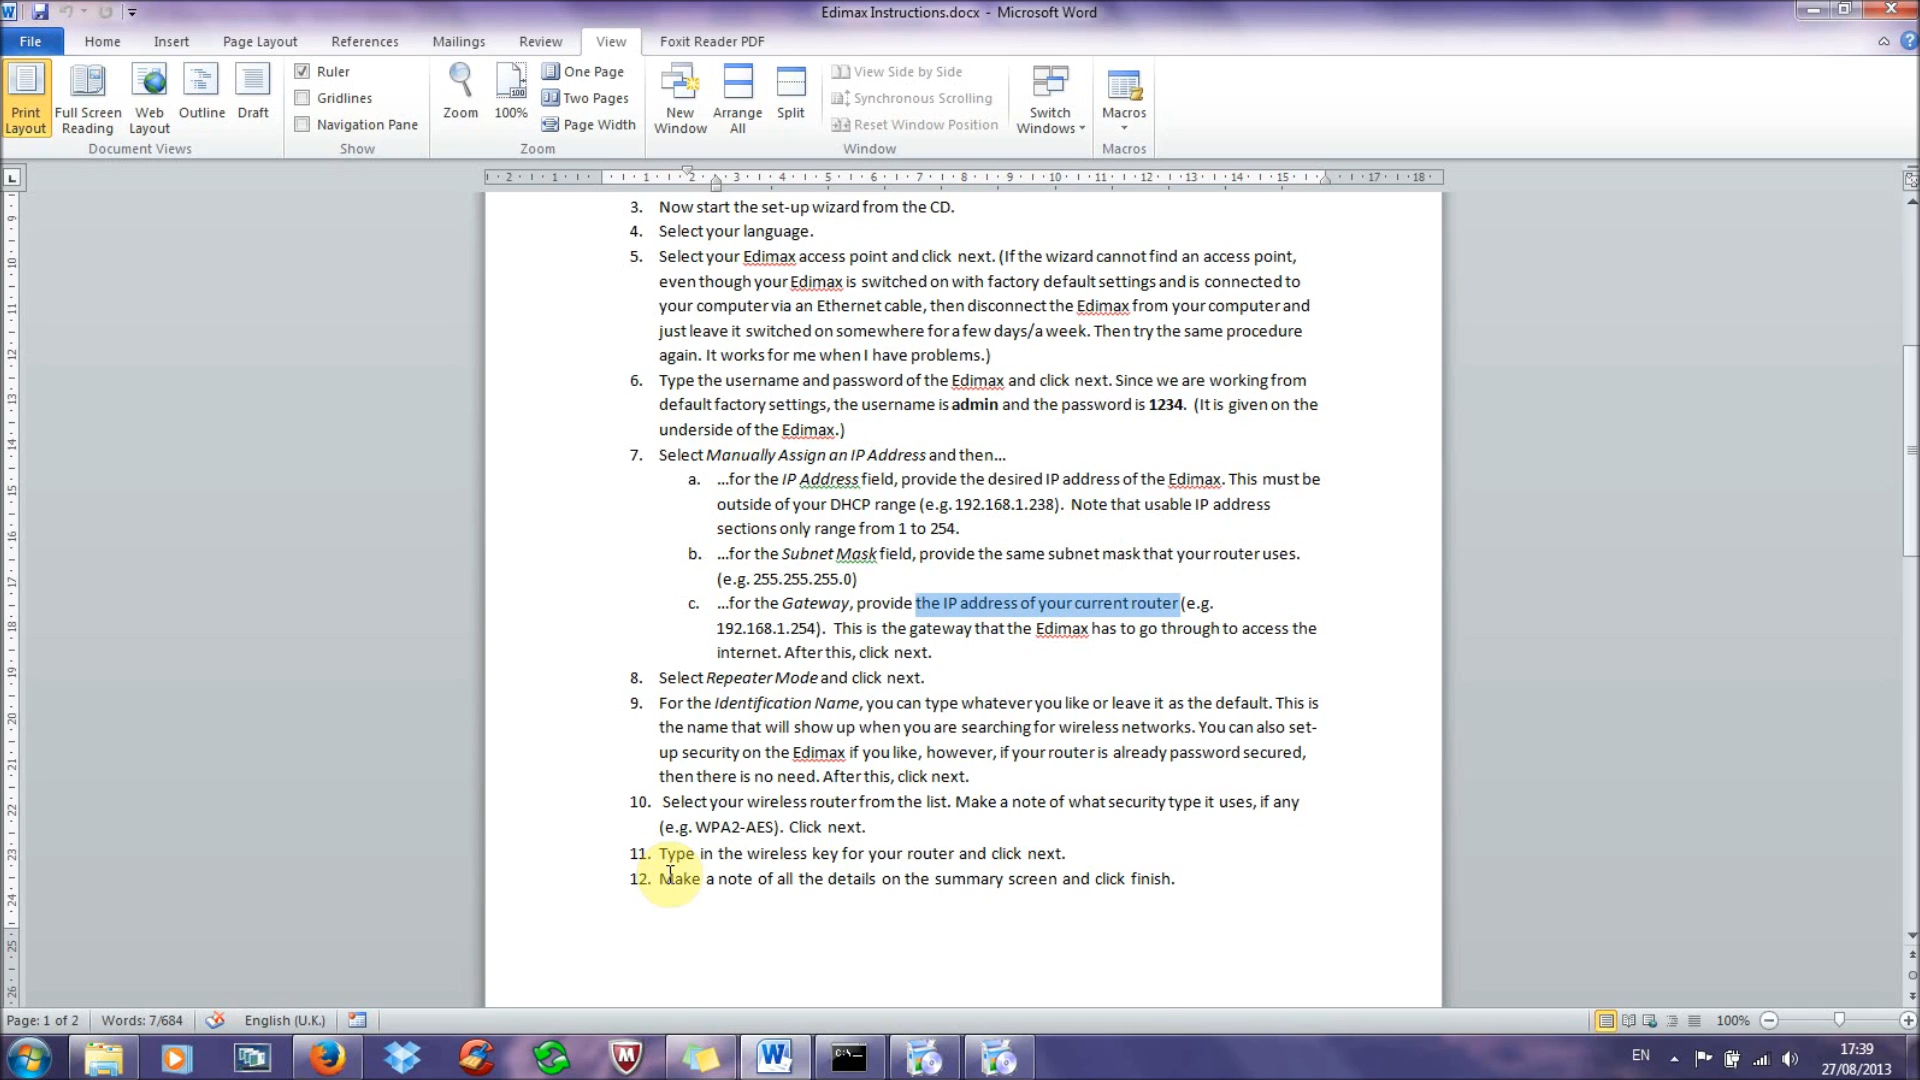 Edimax Instructions.docx - Microsoft Word
File Home Insert Page Layout References Mailings Review View Foxit Reader PDF
Print Layout
Full Screen Reading
Web Layout
Outline
Draft
Document Views
Ruler
Gridlines
Navigation Pane
Show
Zoom
100%
One Page
Two Pages
Page Width
Zoom
New Window
Arrange All
Split
View Side by Side
Synchronous Scrolling
Reset Window Position
Window
Switch Windows
Macros
Macros
2 1 1 2 3 4 5 6 7 8 9 10 11 12 13 14 15 17 18
3. Now start the set-up wizard from the CD.
4. Select your language.
5. Select your Edimax access point and click next. (If the wizard cannot find an access point,
even though your Edimax is switched on with factory default settings and is connected to
your computer via an Ethernet cable, then disconnect the Edimax from your computer and
just leave it switched on somewhere for a few days/a week. Then try the same procedure
again. It works for me when I have problems.)
6. Type the username and password of the Edimax and click next. Since we are working from
default factory settings, the username is admin and the password is 1234. (It is given on the
underside of the Edimax.)
7. Select Manually Assign an IP Address and then...
a. ...for the IP Address field, provide the desired IP address of the Edimax. This must be
outside of your DHCP range (e.g. 192.168.1.238). Note that usable IP address
sections only range from 1 to 254.
b. ...for the Subnet Mask field, provide the same subnet mask that your router uses.
(e.g. 255.255.255.0)
c. ...for the Gateway, provide the IP address of your current router (e.g.
192.168.1.254). This is the gateway that the Edimax has to go through to access the
internet. After this, click next.
8. Select Repeater Mode and click next.
9. For the Identification Name, you can type whatever you like or leave it as the default. This is
the name that will show up when you are searching for wireless networks. You can also set-
up security on the Edimax if you like, however, if your router is already password secured,
then there is no need. After this, click next.
10. Select your wireless router from the list. Make a note of what security type it uses, if any
(e.g. WPA2-AES). Click next.
11. Type in the wireless key for your router and click next.
12. Make a note of all the details on the summary screen and click finish.
Page: 1 of 2 Words: 7/684 English (U.K.) 100%
EN 17:39
27/08/2013